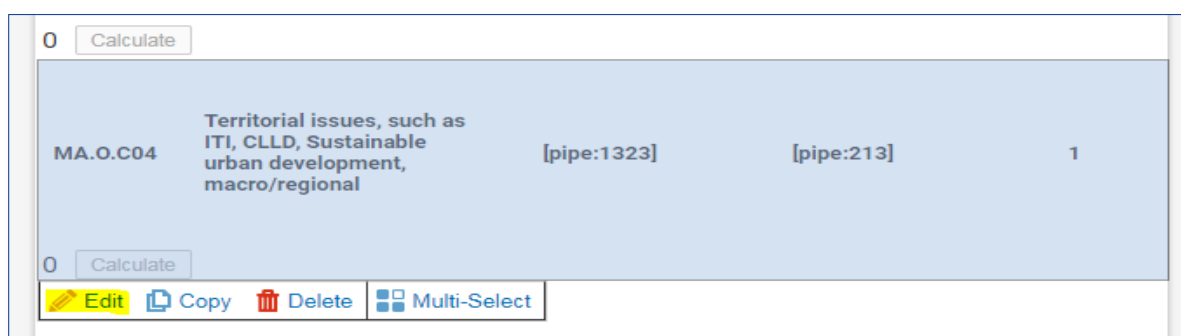 0 Calculate
Territorial issues, such as
ITI, CLLD, Sustainable
MA.O.C04 [pipe:1323] [pipe:213] 1
urban development,
macro/regional
0 Calculate
Edit Copy Delete Multi-Select